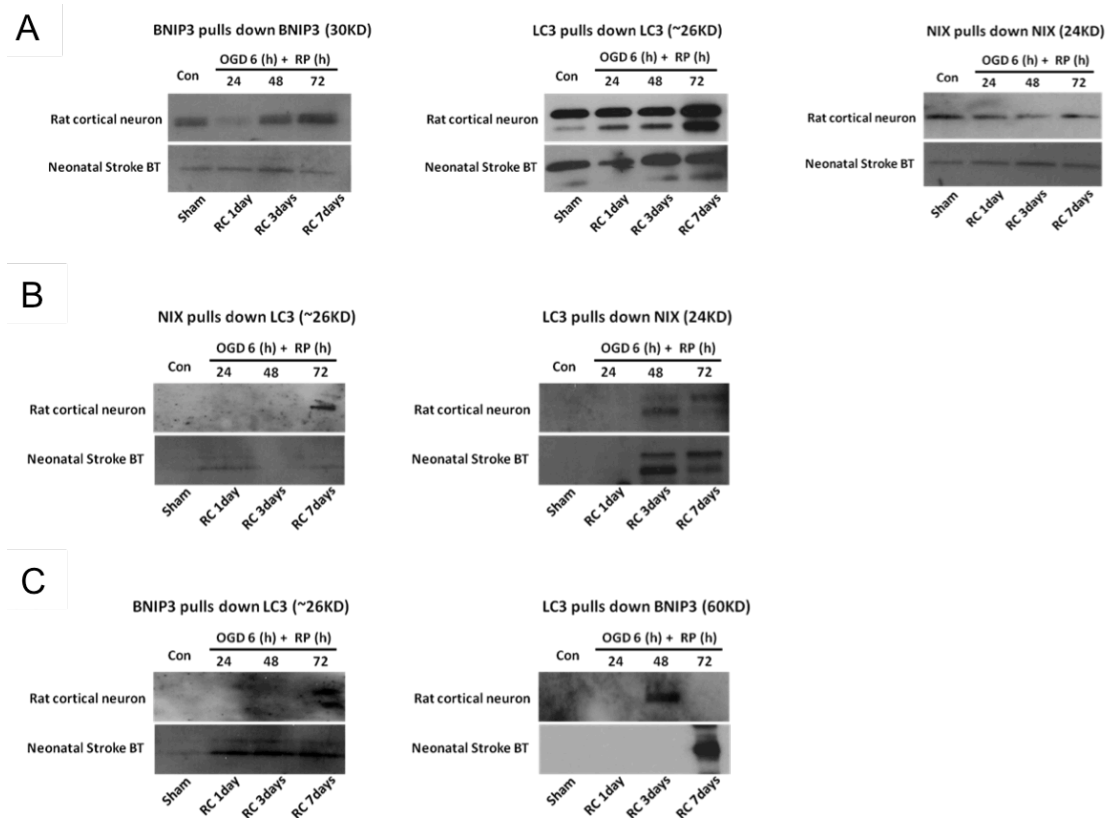 A
BNIP3 pulls down BNIP3 (30KD)
Con
OGD 6 (h) + RP (h)
24 48 72
Rat cortical neuron
Neonatal Stroke BT
Sham
RC 1day
RC 3days
RC 7days
LC3 pulls down LC3 (~26KD)
Con
OGD 6 (h) + RP (h)
24 48 72
Rat cortical neuron
Neonatal Stroke BT
Sham
RC 1day
RC 3days
RC 7days
NIX pulls down NIX (24KD)
Con
OGD 6 (h) + RP (h)
24 48 72
Rat cortical neuron
Neonatal Stroke BT
Sham
RC 1day
RC 3days
RC 7days
B
NIX pulls down LC3 (~26KD)
Con
OGD 6 (h) + RP (h)
24 48 72
Rat cortical neuron
Neonatal Stroke BT
Sham
RC 1day
RC 3days
RC 7days
LC3 pulls down NIX (24KD)
Con
OGD 6 (h) + RP (h)
24 48 72
Rat cortical neuron
Neonatal Stroke BT
Sham
RC 1day
RC 3days
RC 7days
C
BNIP3 pulls down LC3 (~26KD)
Con
OGD 6 (h) + RP (h)
24 48 72
Rat cortical neuron
Neonatal Stroke BT
Sham
RC 1day
RC 3days
RC 7days
LC3 pulls down BNIP3 (60KD)
Con
OGD 6 (h) + RP (h)
24 48 72
Rat cortical neuron
Neonatal Stroke BT
Sham
RC 1day
RC 3days
RC 7days